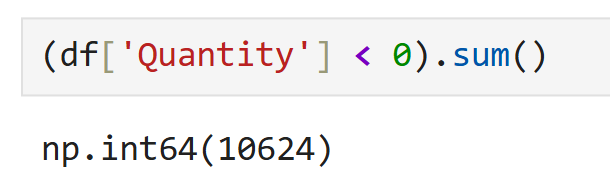 (df['Quantity'] < 0).sum()
np.int64(10624)